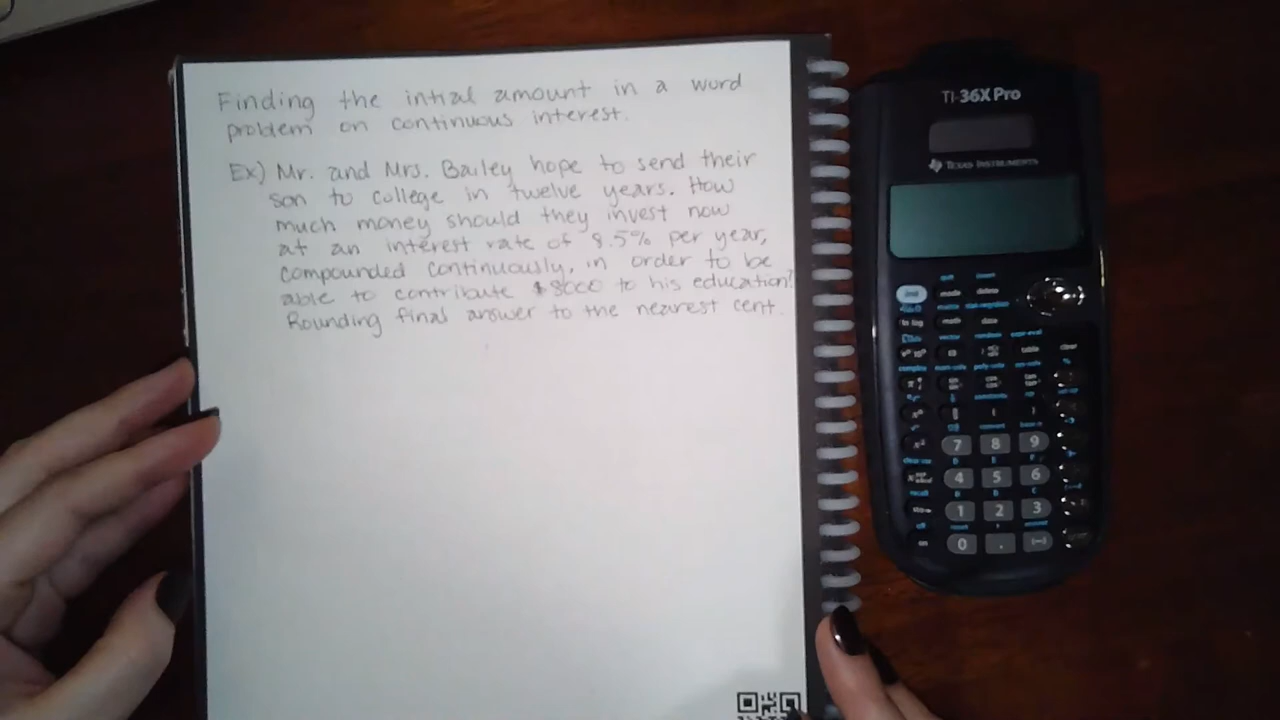 Finding the intial amount in a word
problem on continuous interest.
Ex) Mr. and Mrs. Bailey hope to send their
son to college in twelve years. How
much money should they invest now
at an interest rate of 8.5% per year,
compounded continuously, in order to be
able to contribute $8000 to his education?
Rounding final answer to the nearest cent.
TI-36X Pro
TEXAS INSTRUMENTS
7 8 9
4 5 6
1 2 3
0 . (−)